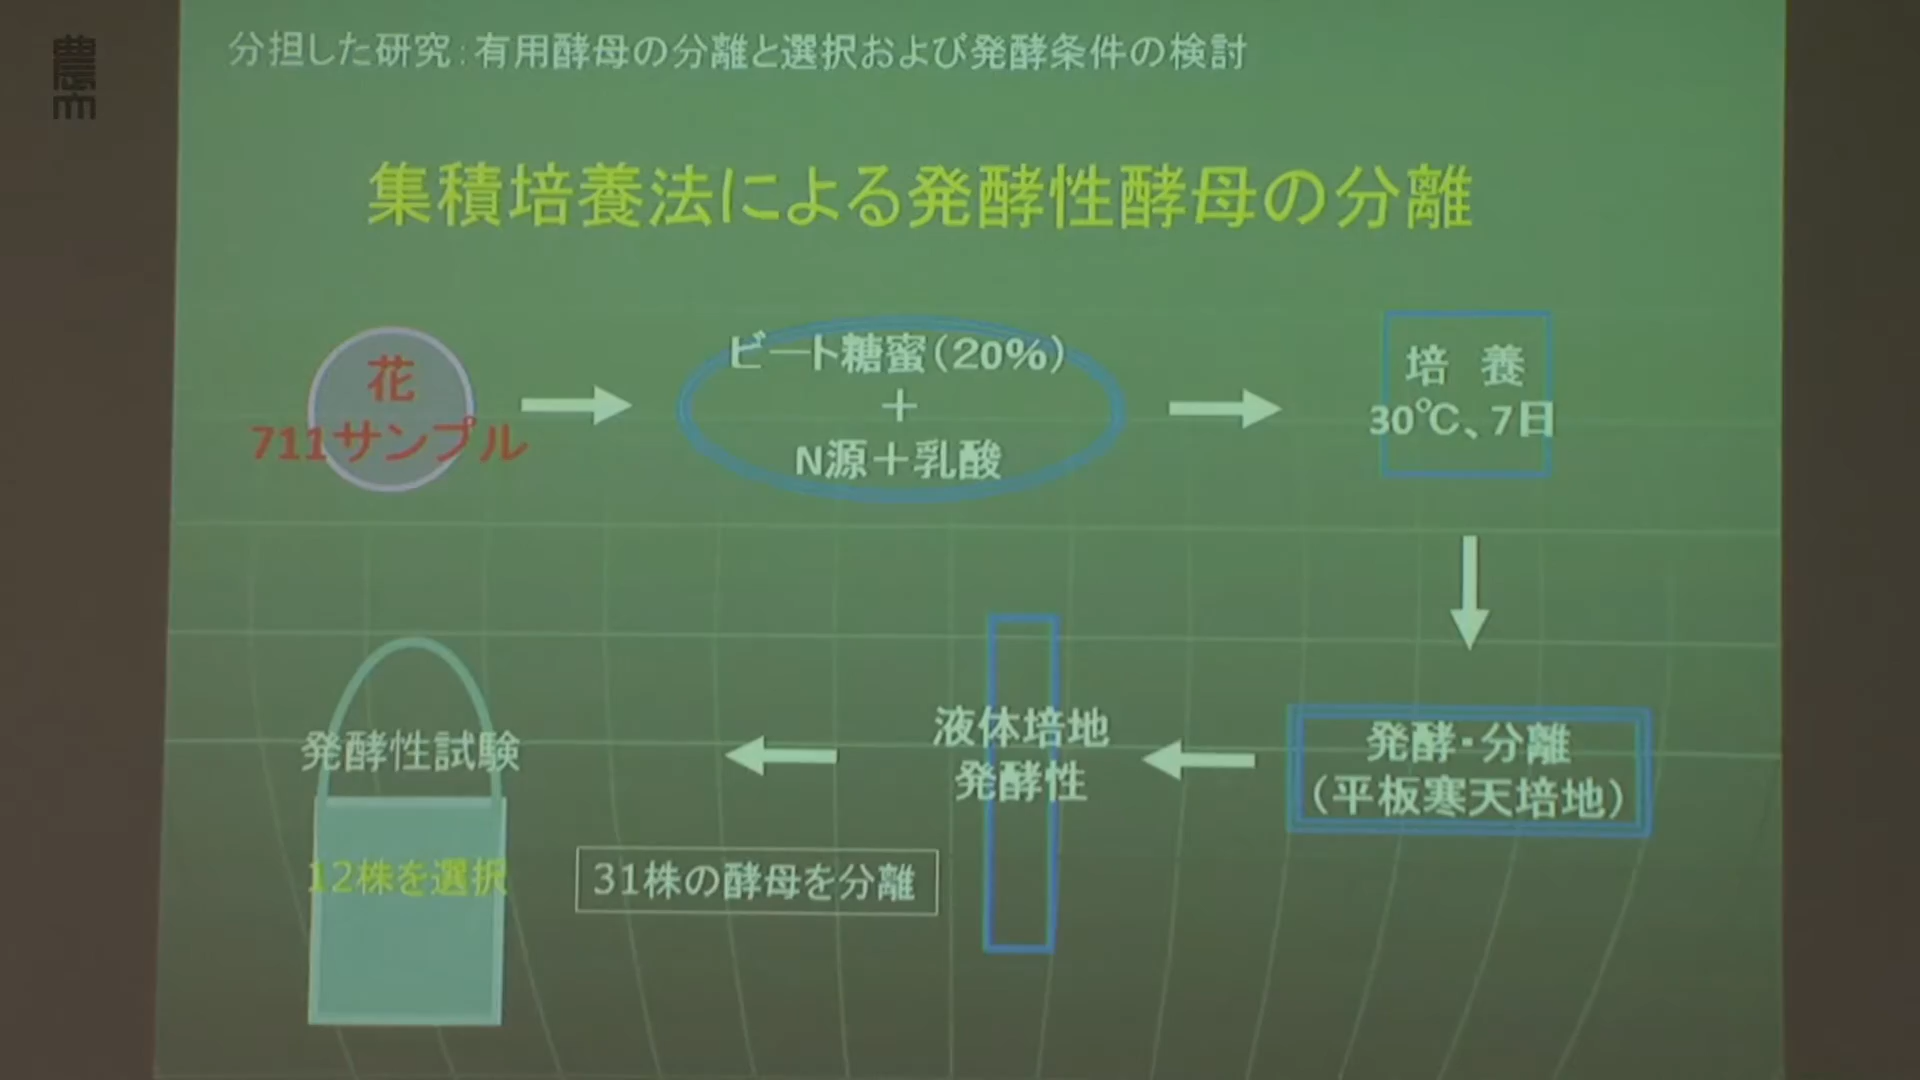 分担した研究：有用酵母の分離と選択および発酵条件の検討
集積培養法による発酵性酵母の分離
花
711サンプル
ビート糖蜜（20%）
＋
N源＋乳酸
培 養
30℃、7日
発酵・分離
（平板寒天培地）
液体培地
発酵性
31株の酵母を分離
発酵性試験
12株を選択